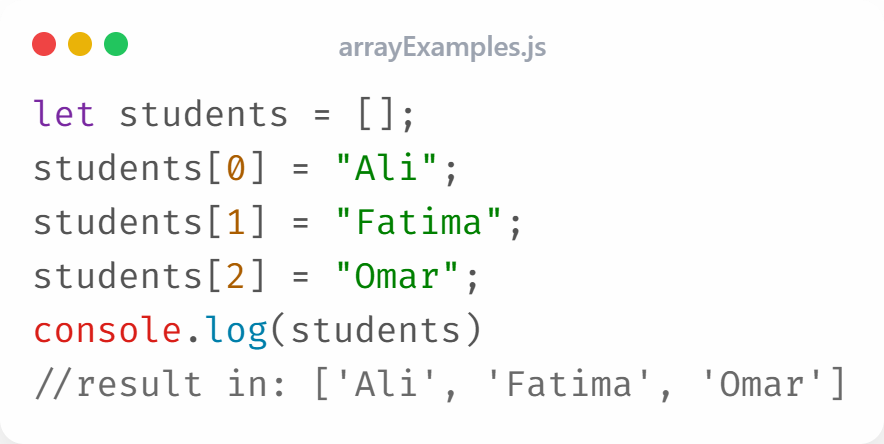 arrayExamples.js
let students = [];
students[0] = "Ali";
students[1] = "Fatima";
students[2] = "Omar";
console.log(students)
//result in: ['Ali', 'Fatima', 'Omar']